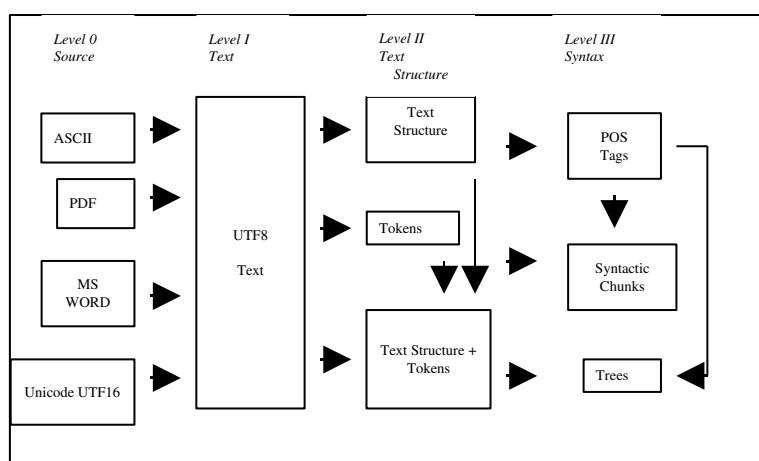 Level 0
Source
Level I
Text
Level II
Text
Structure
Level III
Syntax
ASCII
PDF
MS
WORD
Unicode UTF16
UTF8
Text
Text
Structure
Tokens
Text Structure +
Tokens
POS
Tags
Syntactic
Chunks
Trees